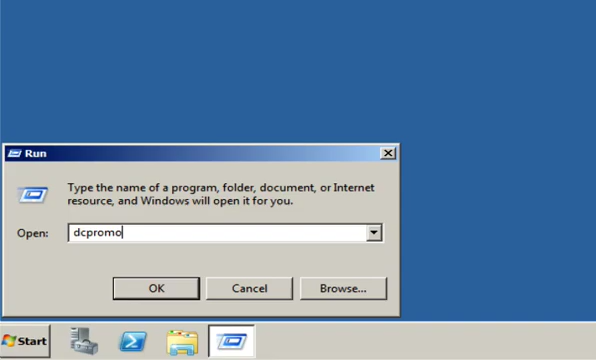 Run
Type the name of a program, folder, document, or Internet
resource, and Windows will open it for you.
Open: dcpromo
OK Cancel Browse...
Start